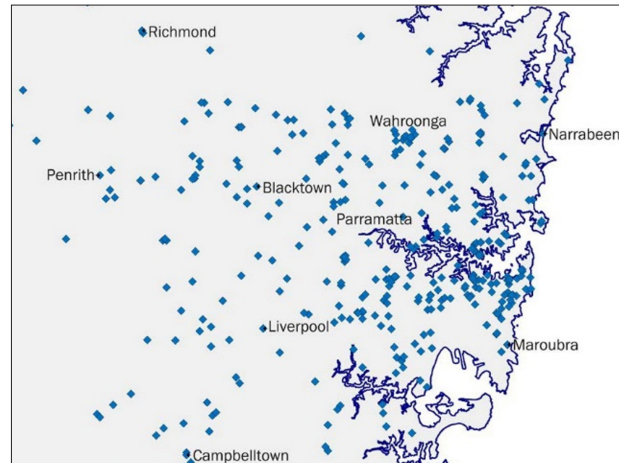 Richmond
Wahroonga
Narrabeen
Penrith
Blacktown
Parramatta
Liverpool
Maroubra
Campbelltown